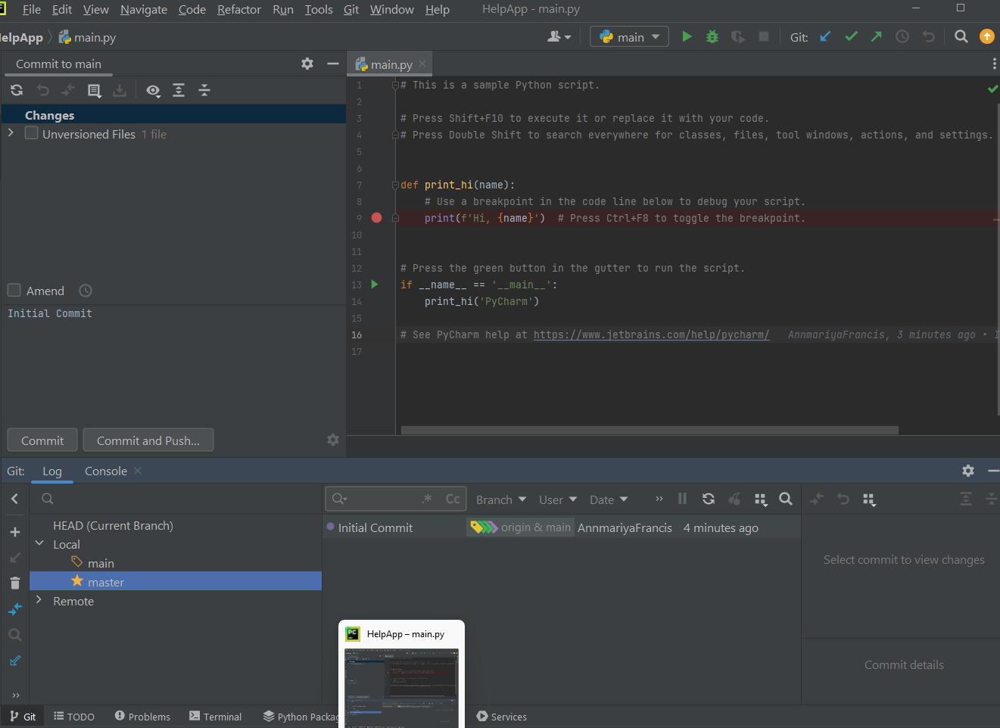 File Edit View Navigate Code Refactor Run Tools Git Window Help HelpApp - main.py
elpApp main.py main Git:
Commit to main
main.py
Changes
Unversioned Files 1 file
Amend
Initial Commit
Commit Commit and Push...
1 # This is a sample Python script.
2
3 # Press Shift+F10 to execute it or replace it with your code.
4 # Press Double Shift to search everywhere for classes, files, tool windows, actions, and settings.
5
6
7 def print_hi(name):
8 # Use a breakpoint in the code line below to debug your script.
9 print(f'Hi, {name}') # Press Ctrl+F8 to toggle the breakpoint.
10
11
12 # Press the green button in the gutter to run the script.
13 if __name__ == '__main__':
14 print_hi('PyCharm')
15
16 # See PyCharm help at https://www.jetbrains.com/help/pycharm/ AnnmariyaFrancis, 3 minutes ago • I
17
Git: Log Console
.* Cc Branch User Date »
HEAD (Current Branch)
Local
main
master
Remote
Initial Commit origin & main AnnmariyaFrancis 4 minutes ago
Select commit to view changes
Commit details
PC HelpApp – main.py
»
Git TODO Problems Terminal Python Packag Services